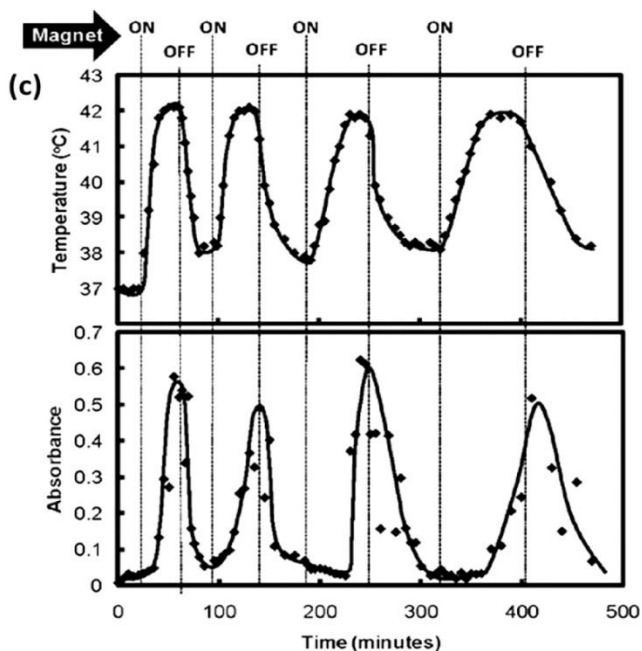 Magnet
ON OFF ON OFF ON OFF ON OFF
(c)
43
42
41
40
39
38
37
36
Temperature (°C)
0.7
0.6
0.5
0.4
0.3
0.2
0.1
0
Absorbance
0 100 200 300 400 500
Time (minutes)